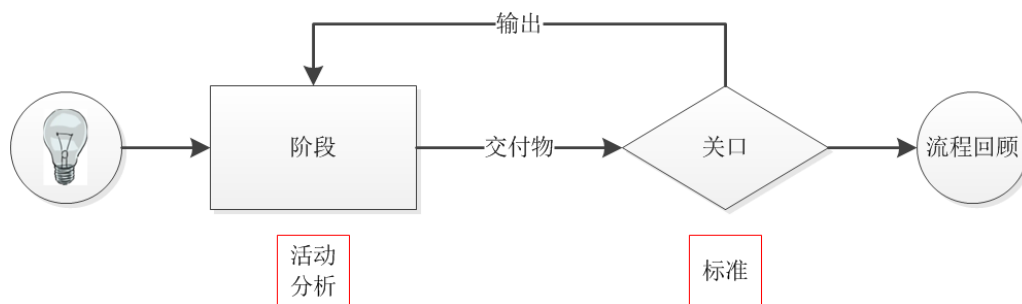 输出
阶段
交付物
关口
流程回顾
活动
分析
标准